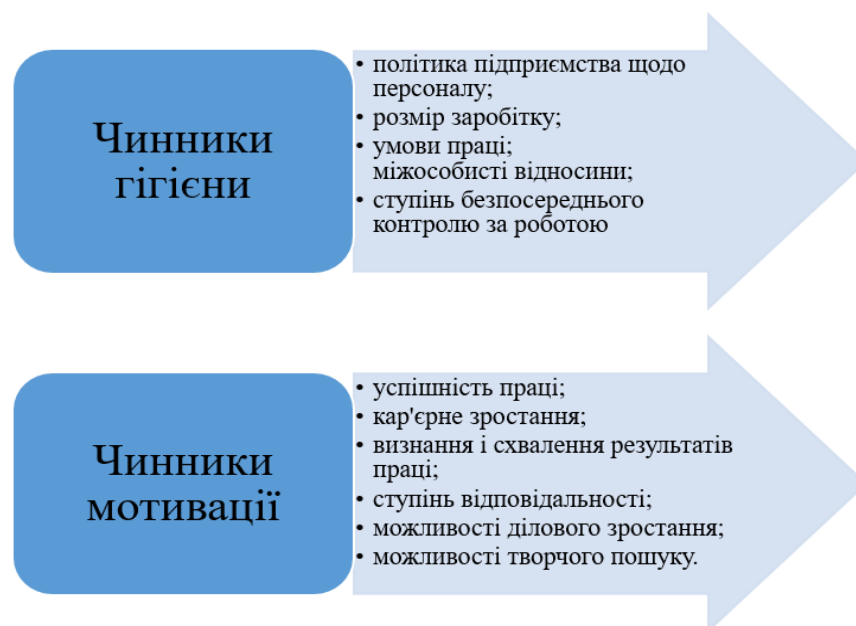 Чинники
гігієни
• політика підприємства щодо
персоналу;
• розмір заробітку;
• умови праці;
міжособисті відносини;
• ступінь безпосереднього
контролю за роботою
Чинники
мотивації
• успішність праці;
• кар'єрне зростання;
• визнання і схвалення результатів
праці;
• ступінь відповідальності;
• можливості ділового зростання;
• можливості творчого пошуку.